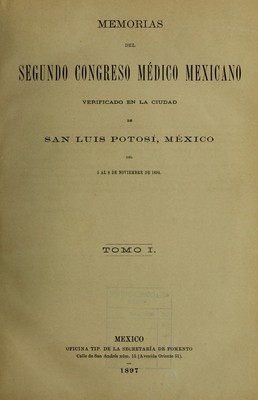 MEMORIAS
DEL
SEGUNDO CONGRESO MÉDICO MEXICANO
VERIFICADO EN LA CIUDAD
DE
SAN LUIS POTOSÍ, MÉXICO
DEL
5 AL 8 DE NOVIEMBRE DE 1894.
TOMO I.
MEXICO
OFICINA TIP. DE LA SECRETARÍA DE FOMENTO
Calle de San Andrés núm. 15 (Avenida Oriente 51).
1897